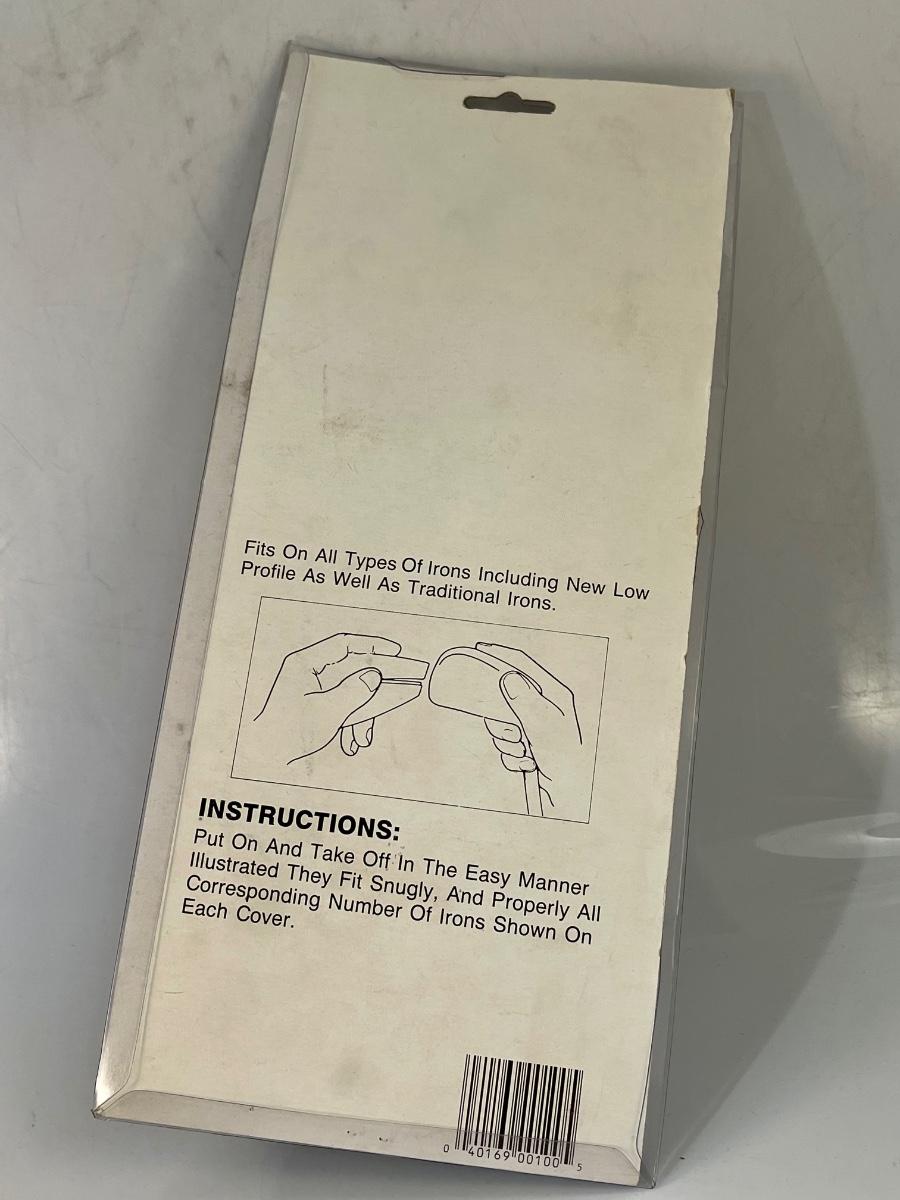 Fits On All Types Of Irons Including New Low
Profile As Well As Traditional Irons.
INSTRUCTIONS:
Put On And Take Off In The Easy Manner
Illustrated They Fit Snugly, And Properly All
Corresponding Number Of Irons Shown On
Each Cover.
0 40169 00100 5